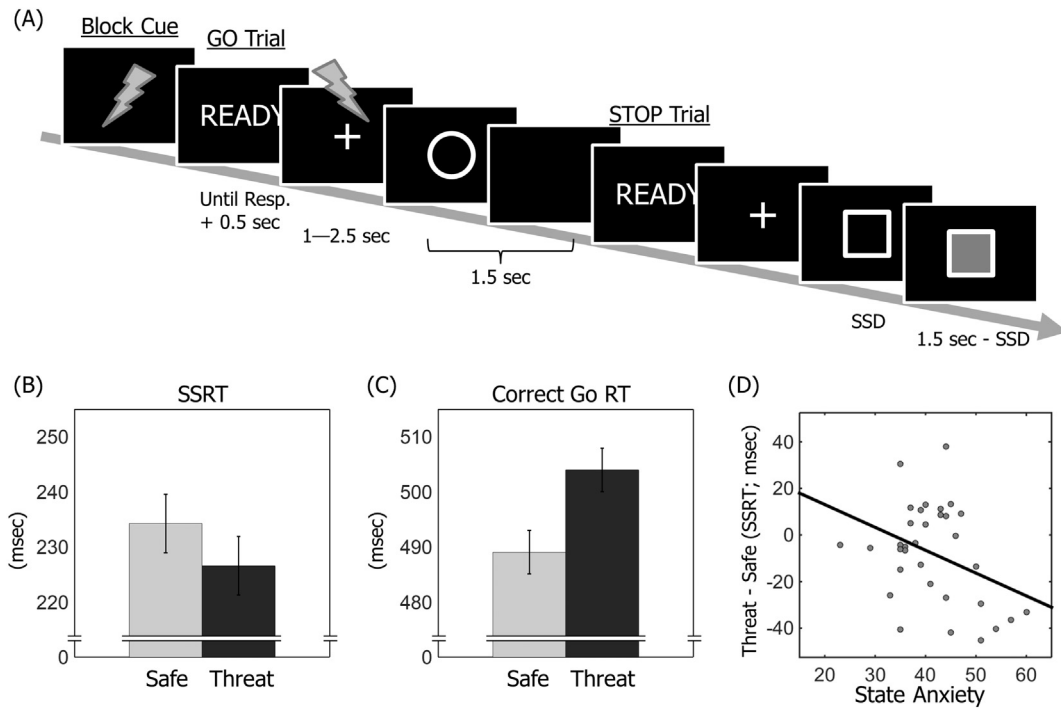 (A)
Block Cue
GO Trial
READY
+
STOP Trial
READY
+
Until Resp.
+ 0.5 sec
1—2.5 sec
1.5 sec
SSD
1.5 sec - SSD
(B)
SSRT
(msec)
250
240
230
220
0
Safe
Threat
(C)
Correct Go RT
(msec)
510
500
490
480
0
Safe
Threat
(D)
Threat - Safe (SSRT; msec)
40
20
0
-20
-40
20
30
40
50
60
State Anxiety